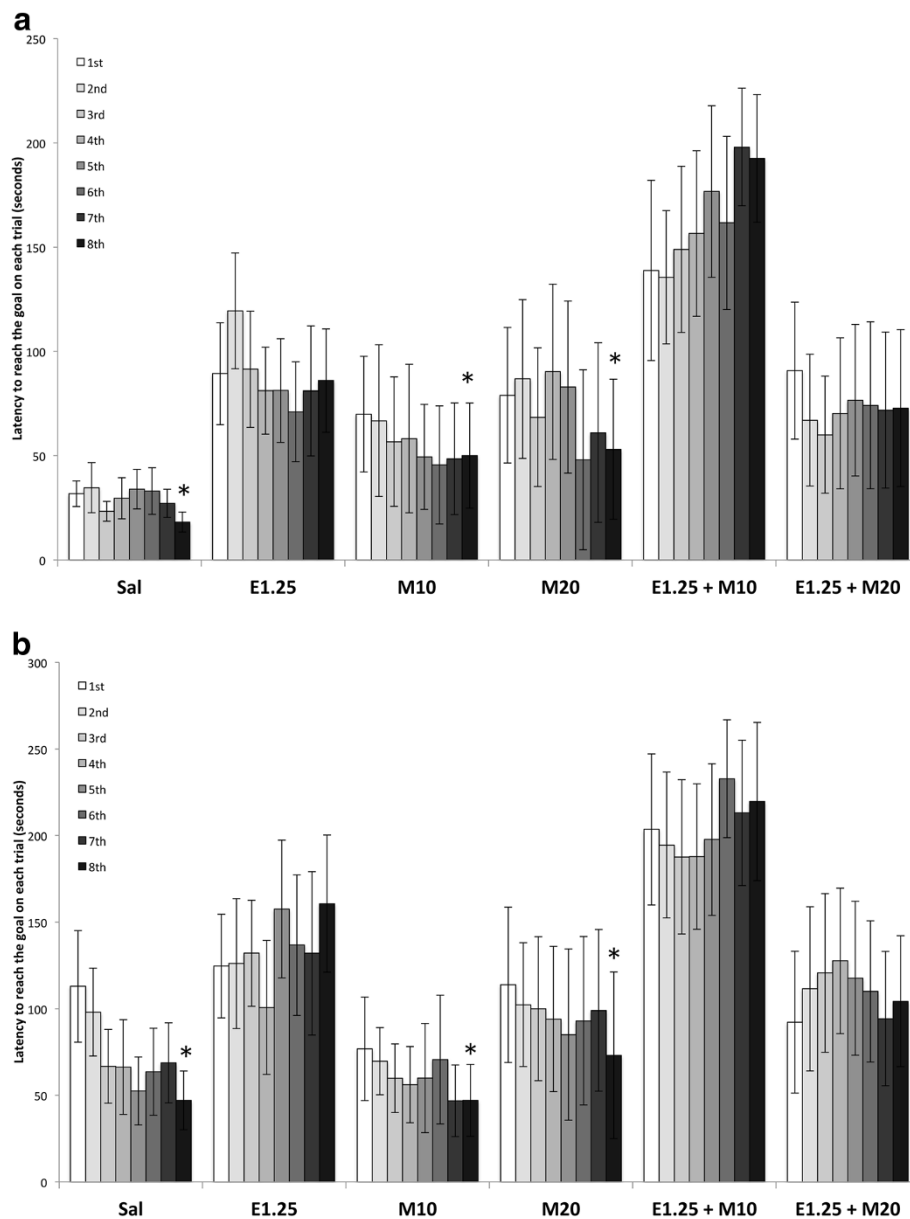 a
250
200
150
100
50
0
Latency to reach the goal on each trial (seconds)
1st
2nd
3rd
4th
5th
6th
7th
8th
*
*
*
Sal E1.25 M10 M20 E1.25 + M10 E1.25 + M20
b
300
250
200
150
100
50
0
Latency to reach the goal on each trial (seconds)
1st
2nd
3rd
4th
5th
6th
7th
8th
*
*
*
Sal E1.25 M10 M20 E1.25 + M10 E1.25 + M20